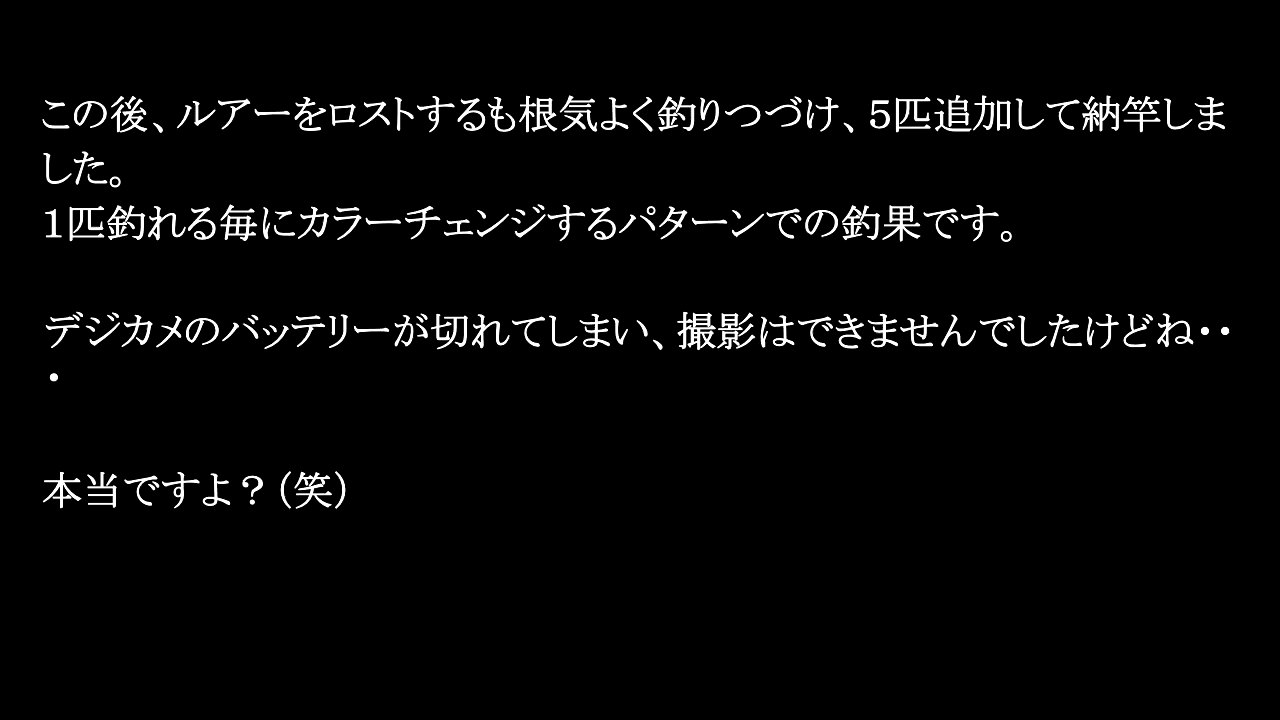 この後、ルアーをロストするも根気よく釣りつづけ、５匹追加して納竿しま
した。
１匹釣れる毎にカラーチェンジするパターンでの釣果です。
デジカメのバッテリーが切れてしまい、撮影はできませんでしたけどね・・
・
本当ですよ？（笑）